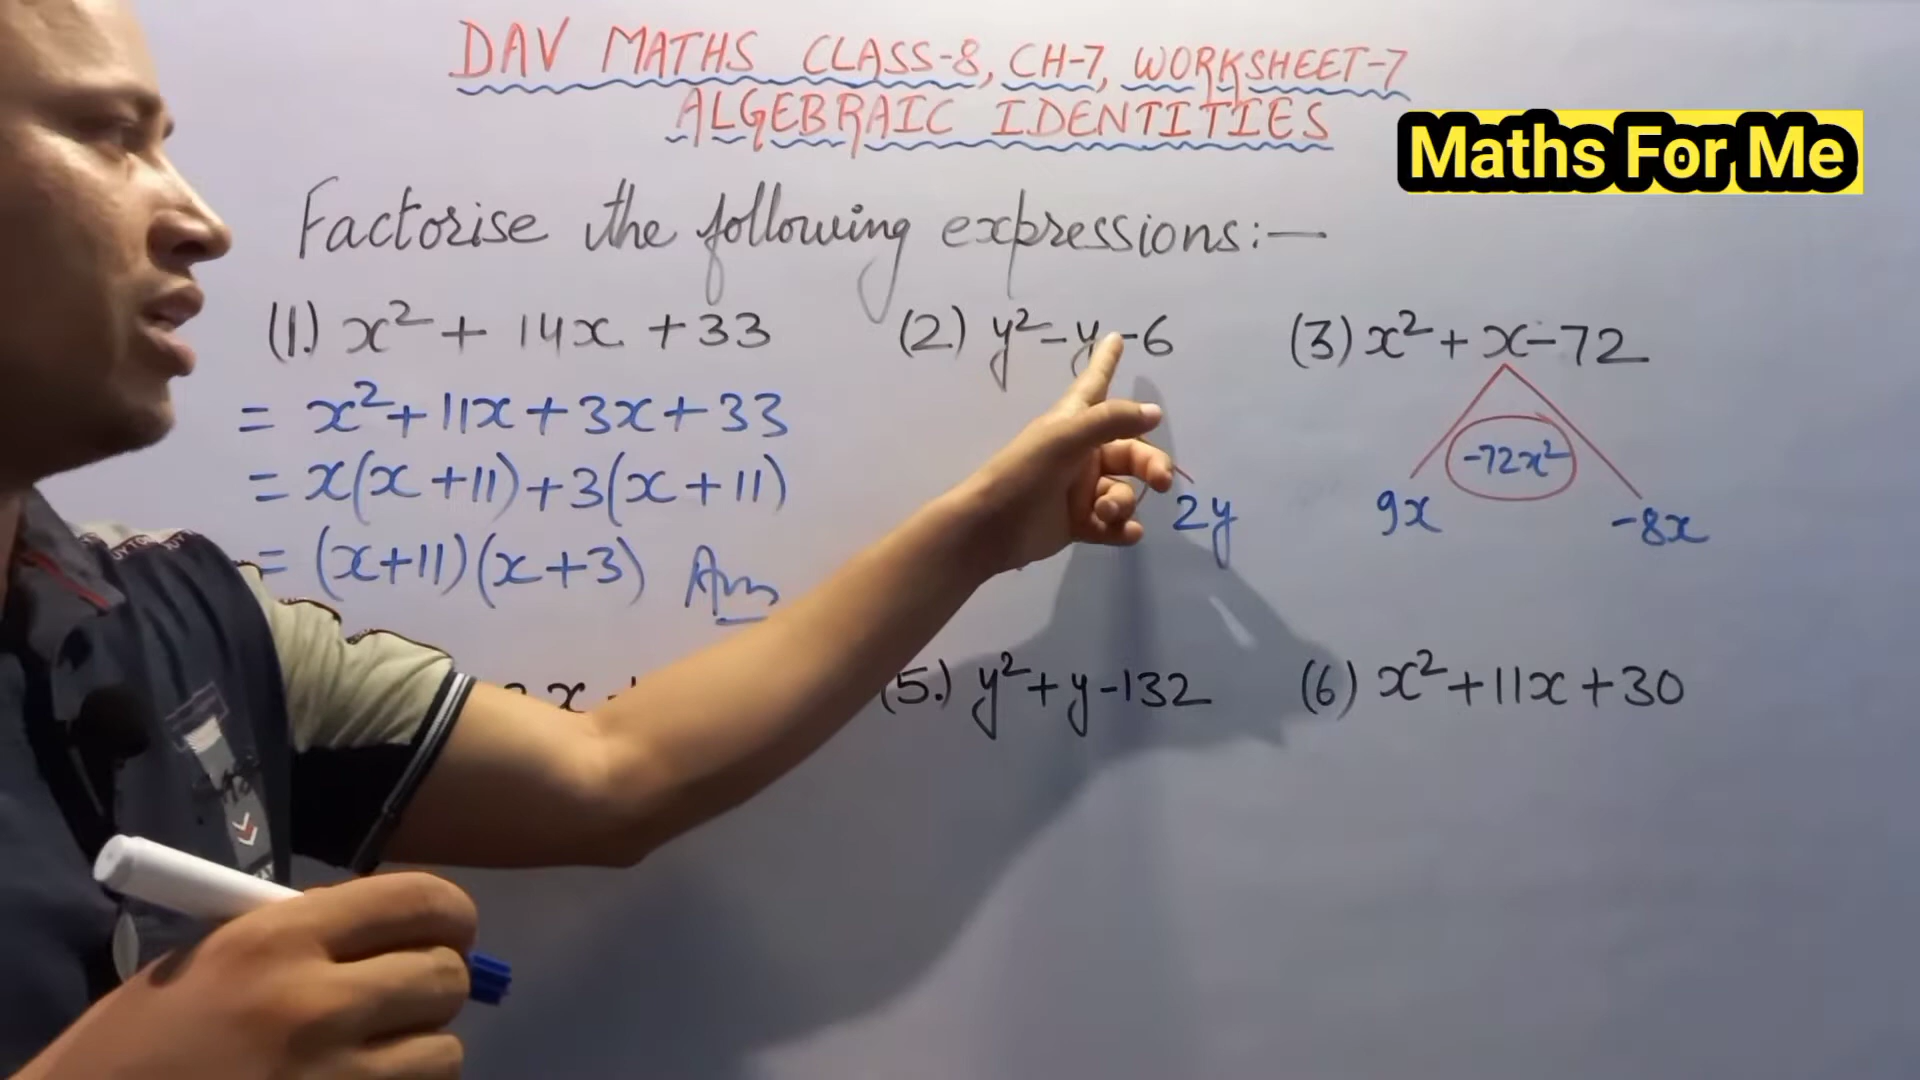 DAV MATHS CLASS-8, CH-7, WORKSHEET-7
ALGEBRAIC IDENTITIES
Maths For Me
Factorise the following expressions:—
(1.) x² + 14x + 33
= x² + 11x + 3x + 33
= x(x + 11) + 3(x + 11)
= (x+11)(x+3) Ans
(2.) y² - y - 6
2y
(3) x² + x - 72
-72x²
9x
-8x
(5.) y² + y - 132
(6) x² + 11x + 30